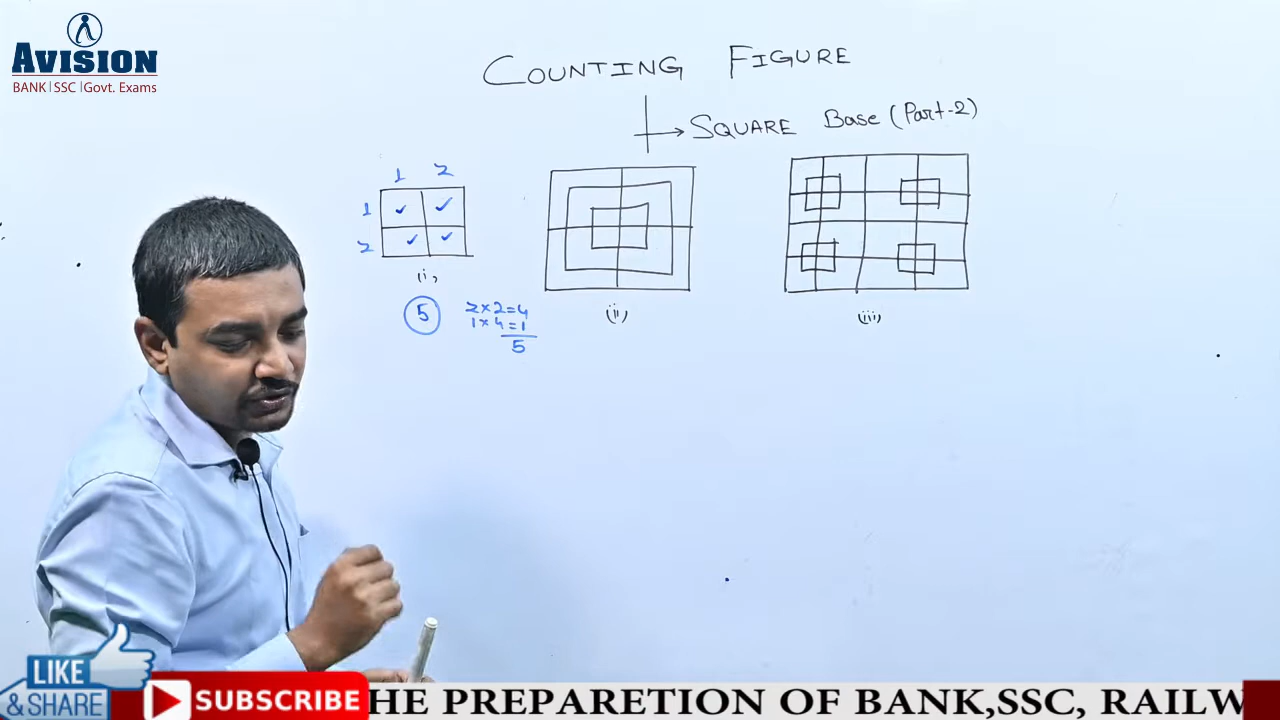 AVISION
BANK|SSC|Govt. Exams
COUNTING FIGURE
SQUARE Base (Part-2)
1 2
1
2
(i)
(ii)
(iii)
5
2×2=4
1×4=1
5
LIKE
& SHARE
SUBSCRIBE
HE PREPARETION OF BANK,SSC, RAILW